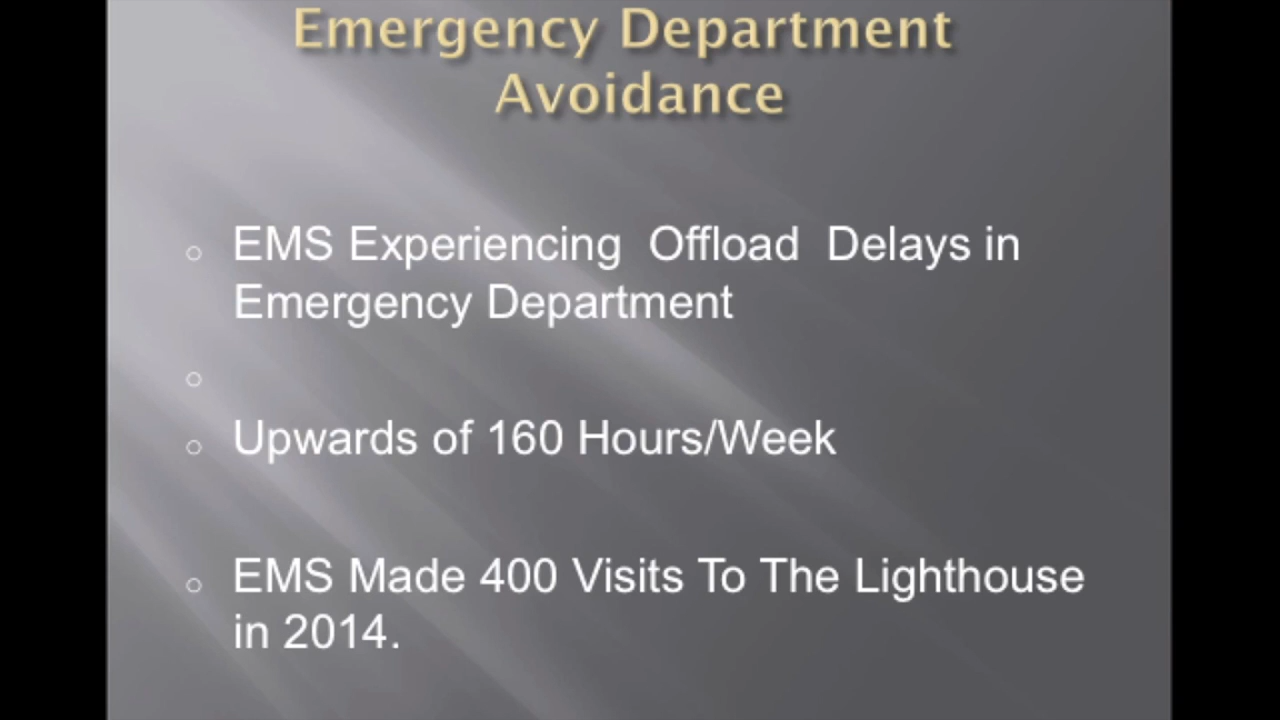 Emergency Department
Avoidance
EMS Experiencing  Offload  Delays in
Emergency Department
Upwards of 160 Hours/Week
EMS Made 400 Visits To The Lighthouse
in 2014.